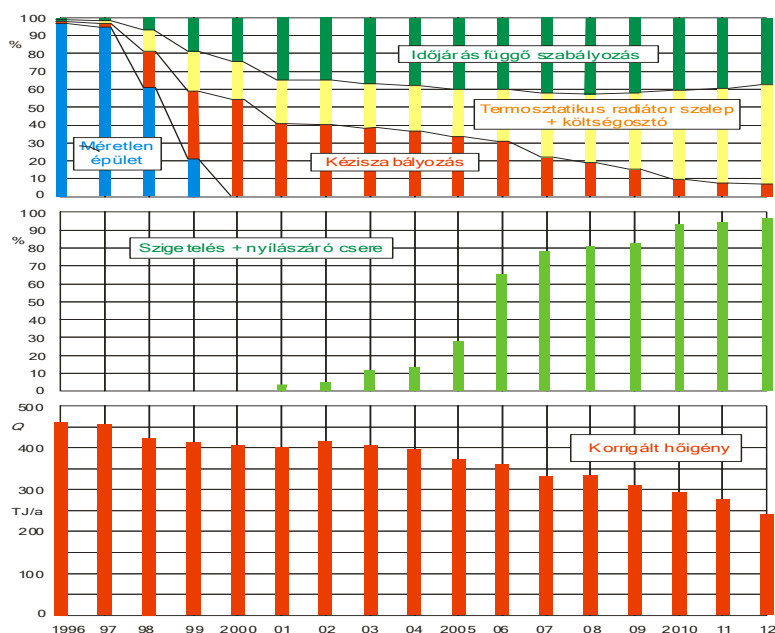 100
90
%
80
70
60
50
40
30
20
10
0
Időjárás függő szabályozás
Termosztatikus radiátor szelep
+ költségosztó
Méretlen
épület
Kéziszabályozás
100
90
%
80
70
60
50
40
30
20
10
0
Szigetelés + nyílászáró csere
500
Q
400
300
TJ/a
200
100
0
Korrigált hőigény
1996 97 98 99 2000 01 02 03 04 2005 06 07 08 09 2010 11 12